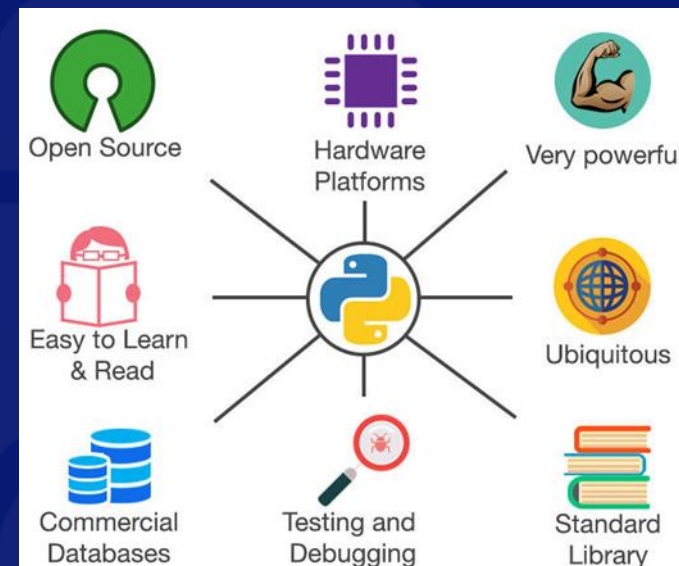 Open Source
Hardware
Platforms
Very powerfu
Easy to Learn
& Read
Ubiquitous
Commercial
Databases
Testing and
Debugging
Standard
Library